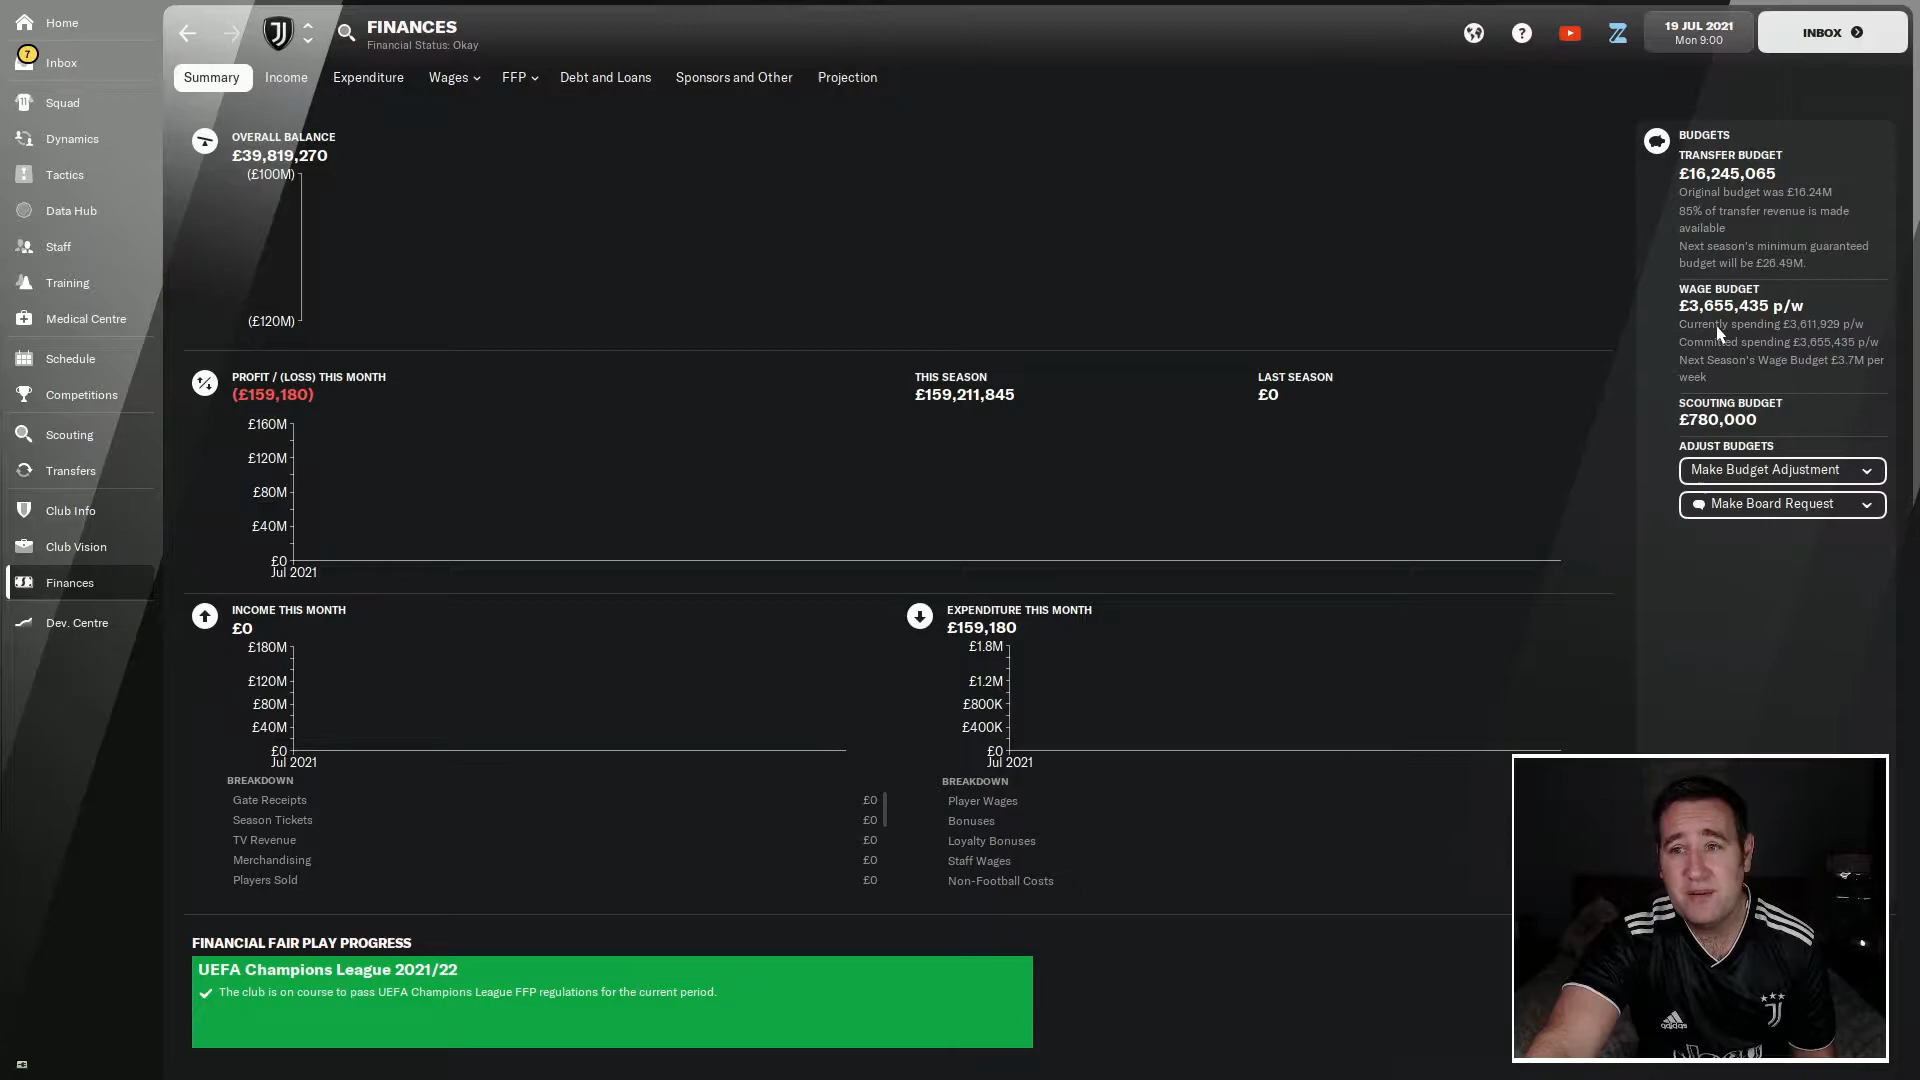 Home
7
Inbox
Squad
Dynamics
Tactics
Data Hub
Staff
Training
Medical Centre
Schedule
Competitions
Scouting
Transfers
Club Info
Club Vision
Finances
Dev. Centre
FINANCES
Financial Status: Okay
19 JUL 2021
Mon 9:00
INBOX
Summary
Income
Expenditure
Wages
FFP
Debt and Loans
Sponsors and Other
Projection
OVERALL BALANCE
£39,819,270
(£100M)
(£120M)
PROFIT / (LOSS) THIS MONTH
(£159,180)
THIS SEASON
£159,211,845
LAST SEASON
£0
£160M
£120M
£80M
£40M
£0
Jul 2021
INCOME THIS MONTH
£0
£180M
£120M
£80M
£40M
£0
Jul 2021
BREAKDOWN
Gate Receipts £0
Season Tickets £0
TV Revenue £0
Merchandising £0
Players Sold £0
EXPENDITURE THIS MONTH
£159,180
£1.8M
£1.2M
£800K
£400K
£0
Jul 2021
BREAKDOWN
Player Wages
Bonuses
Loyalty Bonuses
Staff Wages
Non-Football Costs
FINANCIAL FAIR PLAY PROGRESS
UEFA Champions League 2021/22
The club is on course to pass UEFA Champions League FFP regulations for the current period.
BUDGETS
TRANSFER BUDGET
£16,245,065
Original budget was £16.24M
85% of transfer revenue is made
available
Next season's minimum guaranteed
budget will be £26.49M.
WAGE BUDGET
£3,655,435 p/w
Currently spending £3,611,929 p/w
Committed spending £3,655,435 p/w
Next Season's Wage Budget £3.7M per
week
SCOUTING BUDGET
£780,000
ADJUST BUDGETS
Make Budget Adjustment
Make Board Request
adidas